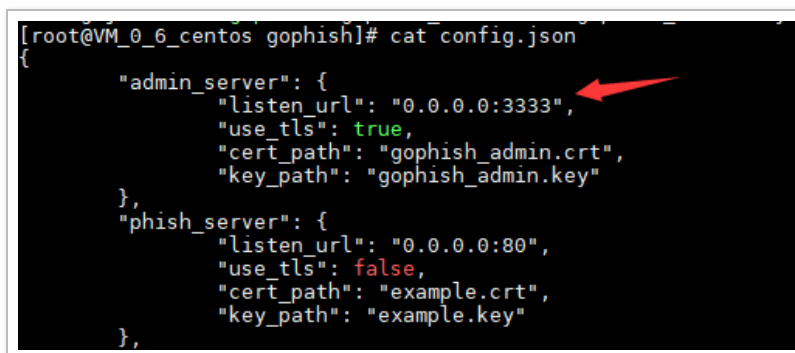 [root@VM_0_6_centos gophish]# cat config.json
{
        "admin_server": {
                "listen_url": "0.0.0.0:3333",
                "use_tls": true,
                "cert_path": "gophish_admin.crt",
                "key_path": "gophish_admin.key"
        },
        "phish_server": {
                "listen_url": "0.0.0.0:80",
                "use_tls": false,
                "cert_path": "example.crt",
                "key_path": "example.key"
        },